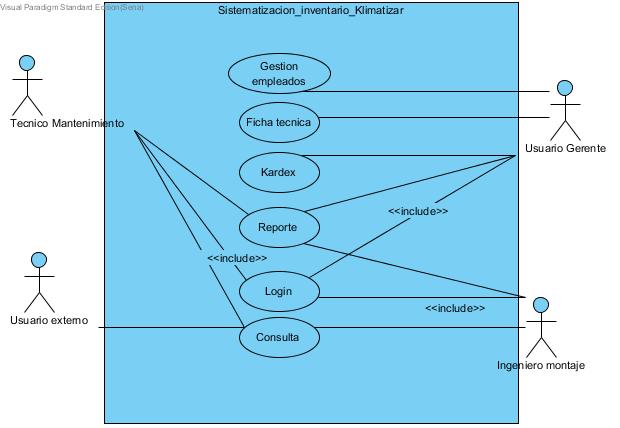 Visual Paradigm Standard Edition(Sena)
Sistematizacion_inventario_Klimatizar
Gestion
empleados
Ficha tecnica
Tecnico Mantenimiento
Usuario Gerente
Kardex
<<include>>
Reporte
<<include>>
Login
<<include>>
Usuario externo
Consulta
Ingeniero montaje